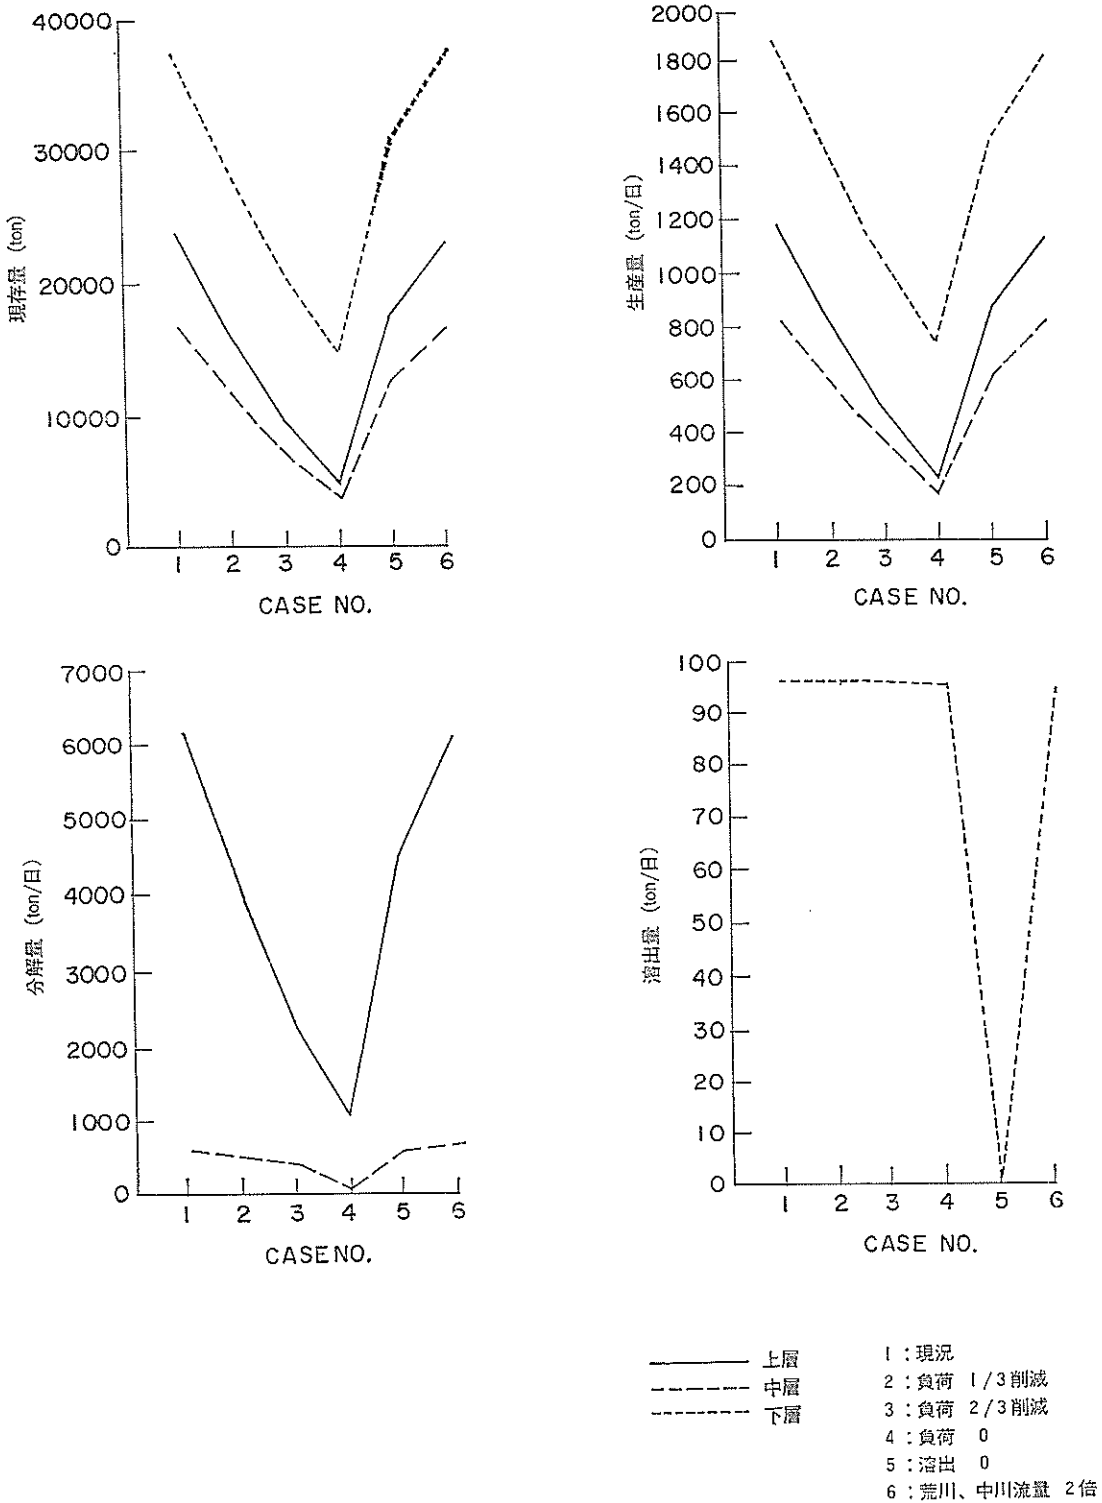 現存量 (ton)
40000
30000
20000
10000
0
1 2 3 4 5 6
CASE NO.
生産量 (ton/日)
2000
1800
1600
1400
1200
1000
800
600
400
200
0
1 2 3 4 5 6
CASE NO.
分解量 (ton/日)
7000
6000
5000
4000
3000
2000
1000
0
1 2 3 4 5 6
CASE NO.
溶出量 (ton/日)
100
90
80
70
60
50
40
30
20
10
0
1 2 3 4 5 6
CASE NO.
上層
中層
下層
1:現況
2:負荷 1/3削減
3:負荷 2/3削減
4:負荷 0
5:溶出 0
6:荒川、中川流量 2倍